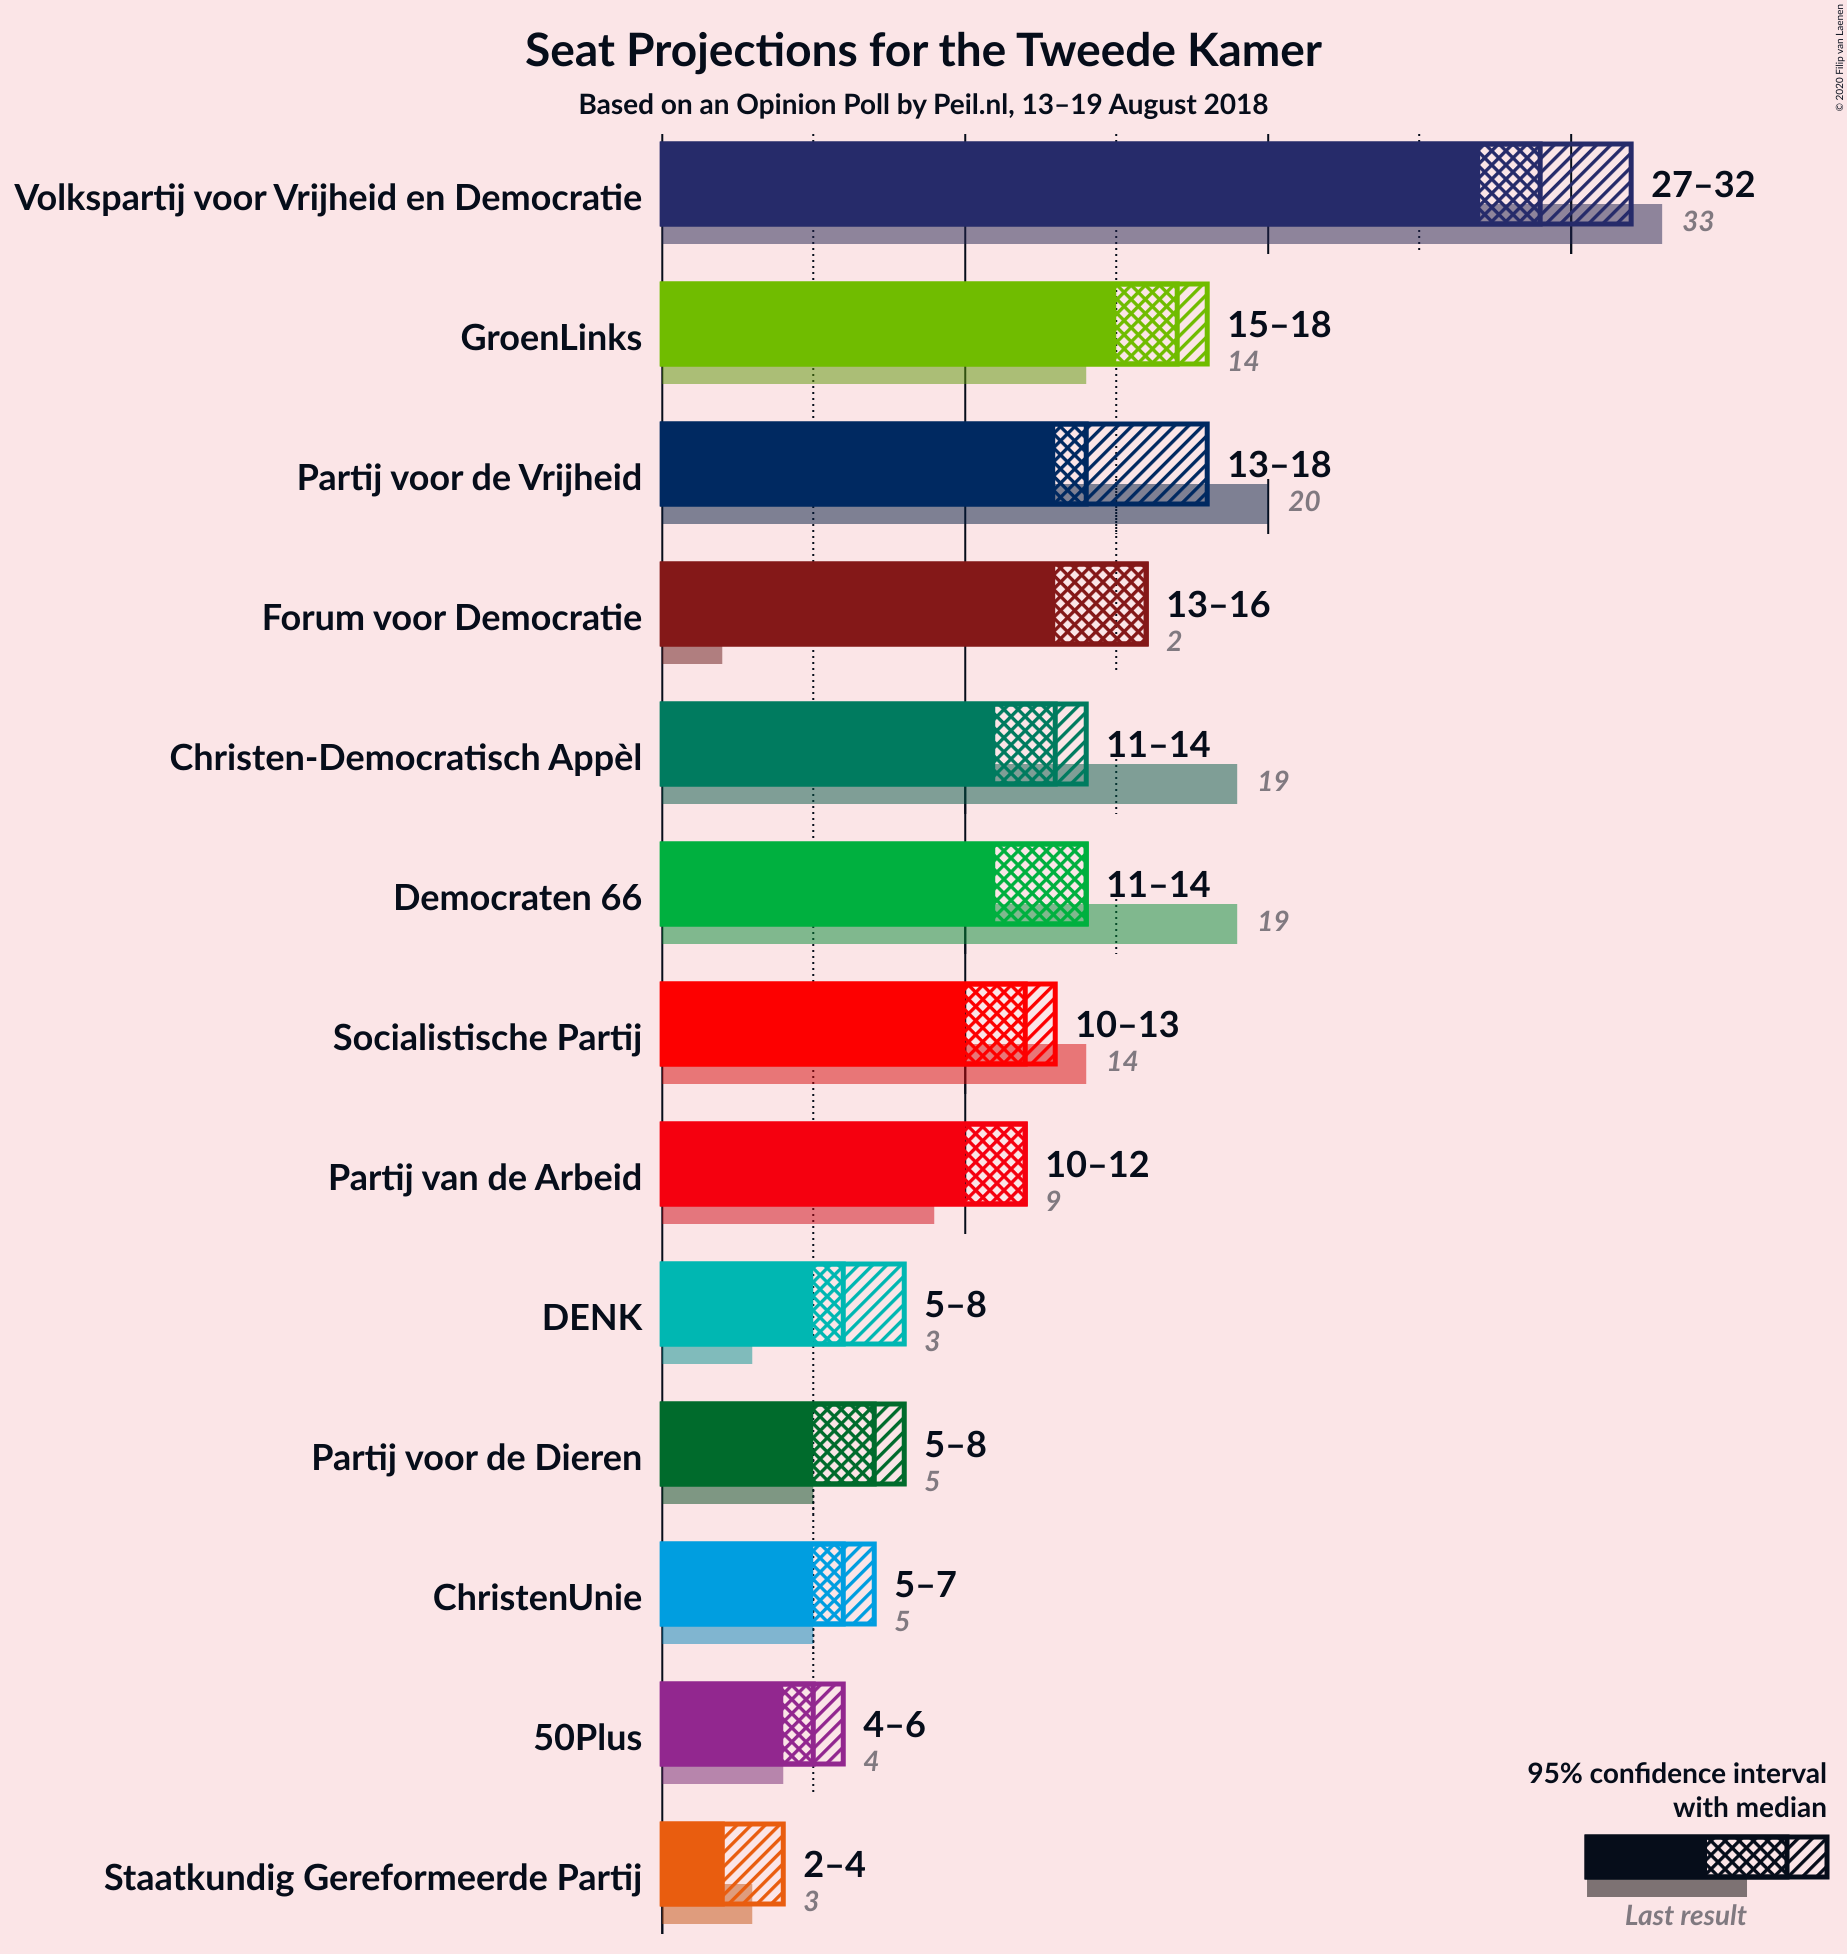 Seat Projections for the Tweede Kamer
Based on an Opinion Poll by Peil.nl, 13–19 August 2018
© 2020 Filip van Laenen
Volkspartij voor Vrijheid en Democratie
27–32
33
GroenLinks
15–18
14
Partij voor de Vrijheid
13–18
20
Forum voor Democratie
13–16
2
Christen-Democratisch Appèl
11–14
19
Democraten 66
11–14
19
Socialistische Partij
10–13
14
Partij van de Arbeid
10–12
9
DENK
5–8
3
Partij voor de Dieren
5–8
5
ChristenUnie
5–7
5
50Plus
4–6
4
Staatkundig Gereformeerde Partij
2–4
3
95% confidence interval
with median
Last result